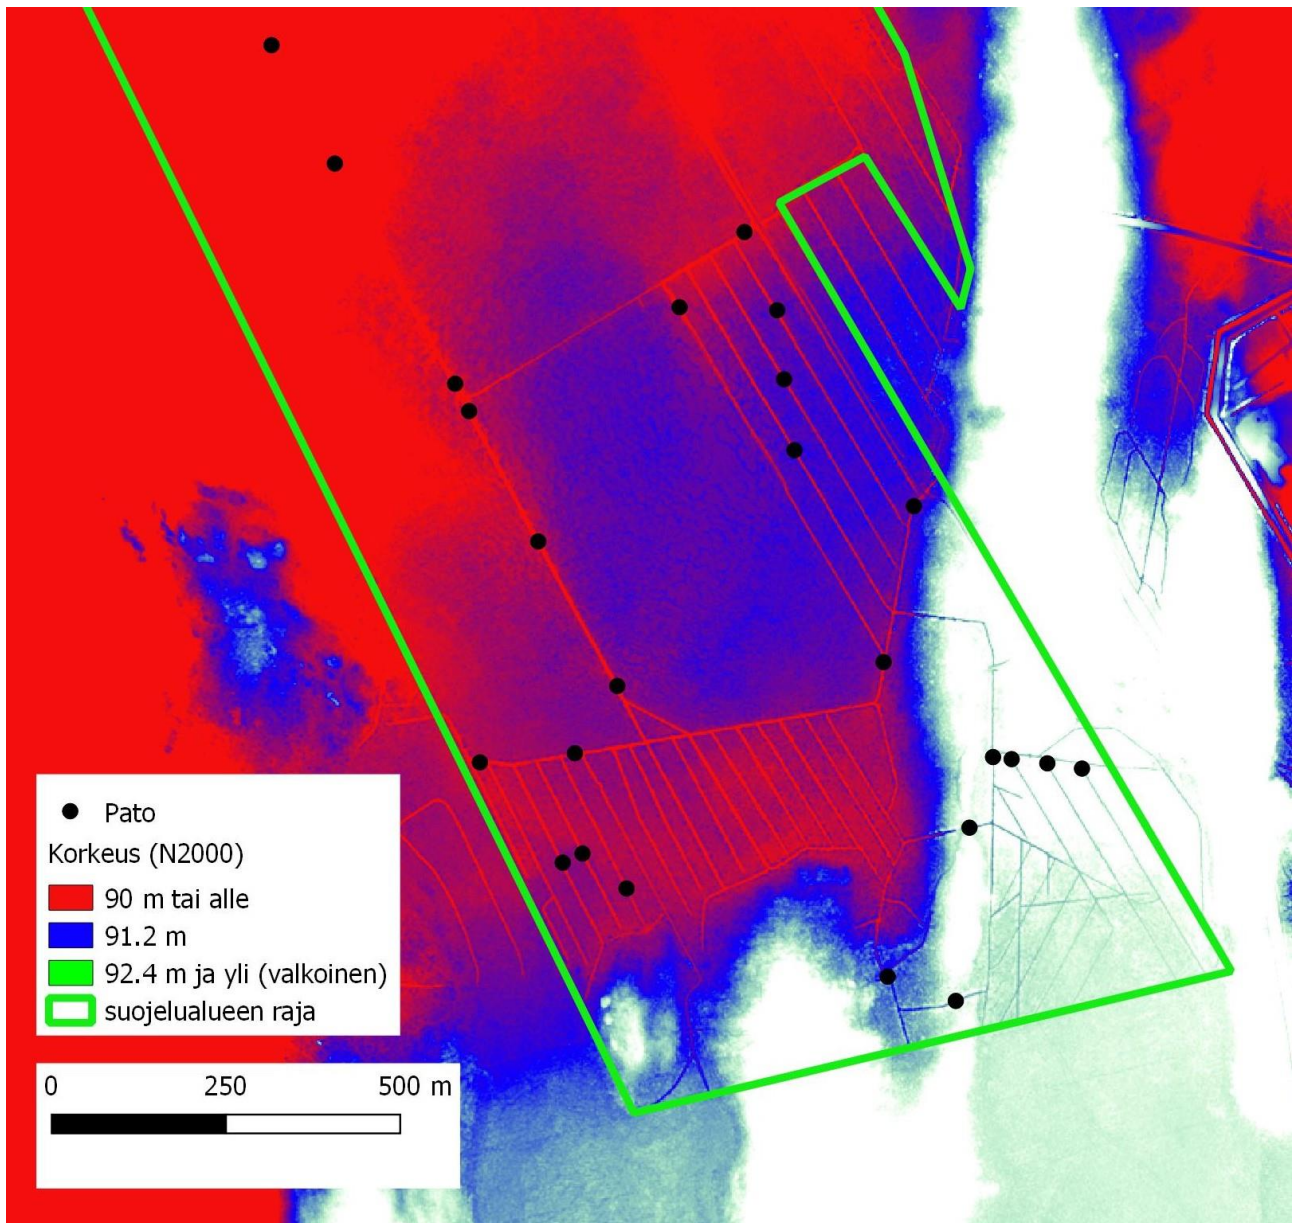 Pato
Korkeus (N2000)
90 m tai alle
91.2 m
92.4 m ja yli (valkoinen)
suojelualueen raja
0 250 500 m